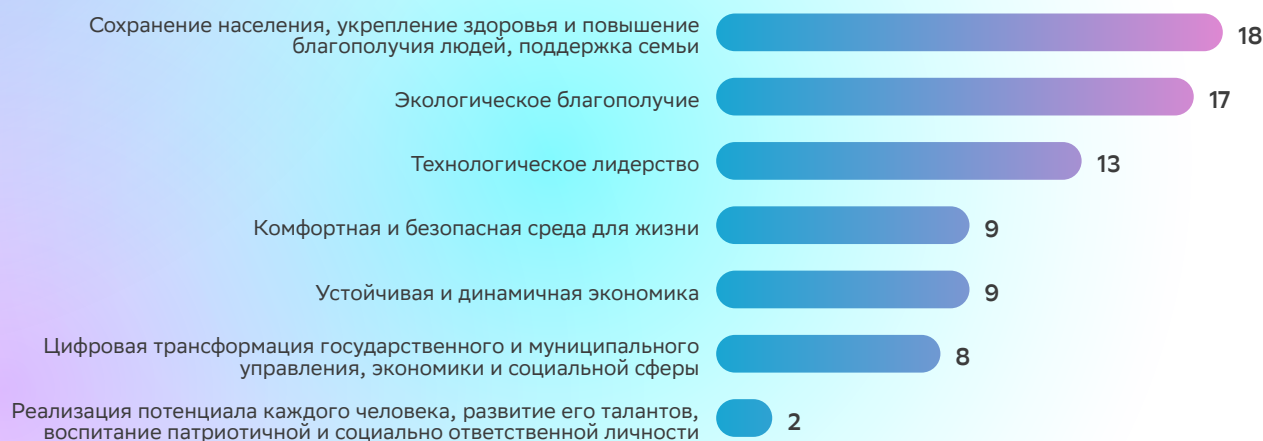 Сохранение населения, укрепление здоровья и повышение
благополучия людей, поддержка семьи
18
Экологическое благополучие
17
Технологическое лидерство
13
Комфортная и безопасная среда для жизни
9
Устойчивая и динамичная экономика
9
Цифровая трансформация государственного и муниципального
управления, экономики и социальной сферы
8
Реализация потенциала каждого человека, развитие его талантов,
воспитание патриотичной и социально ответственной личности
2